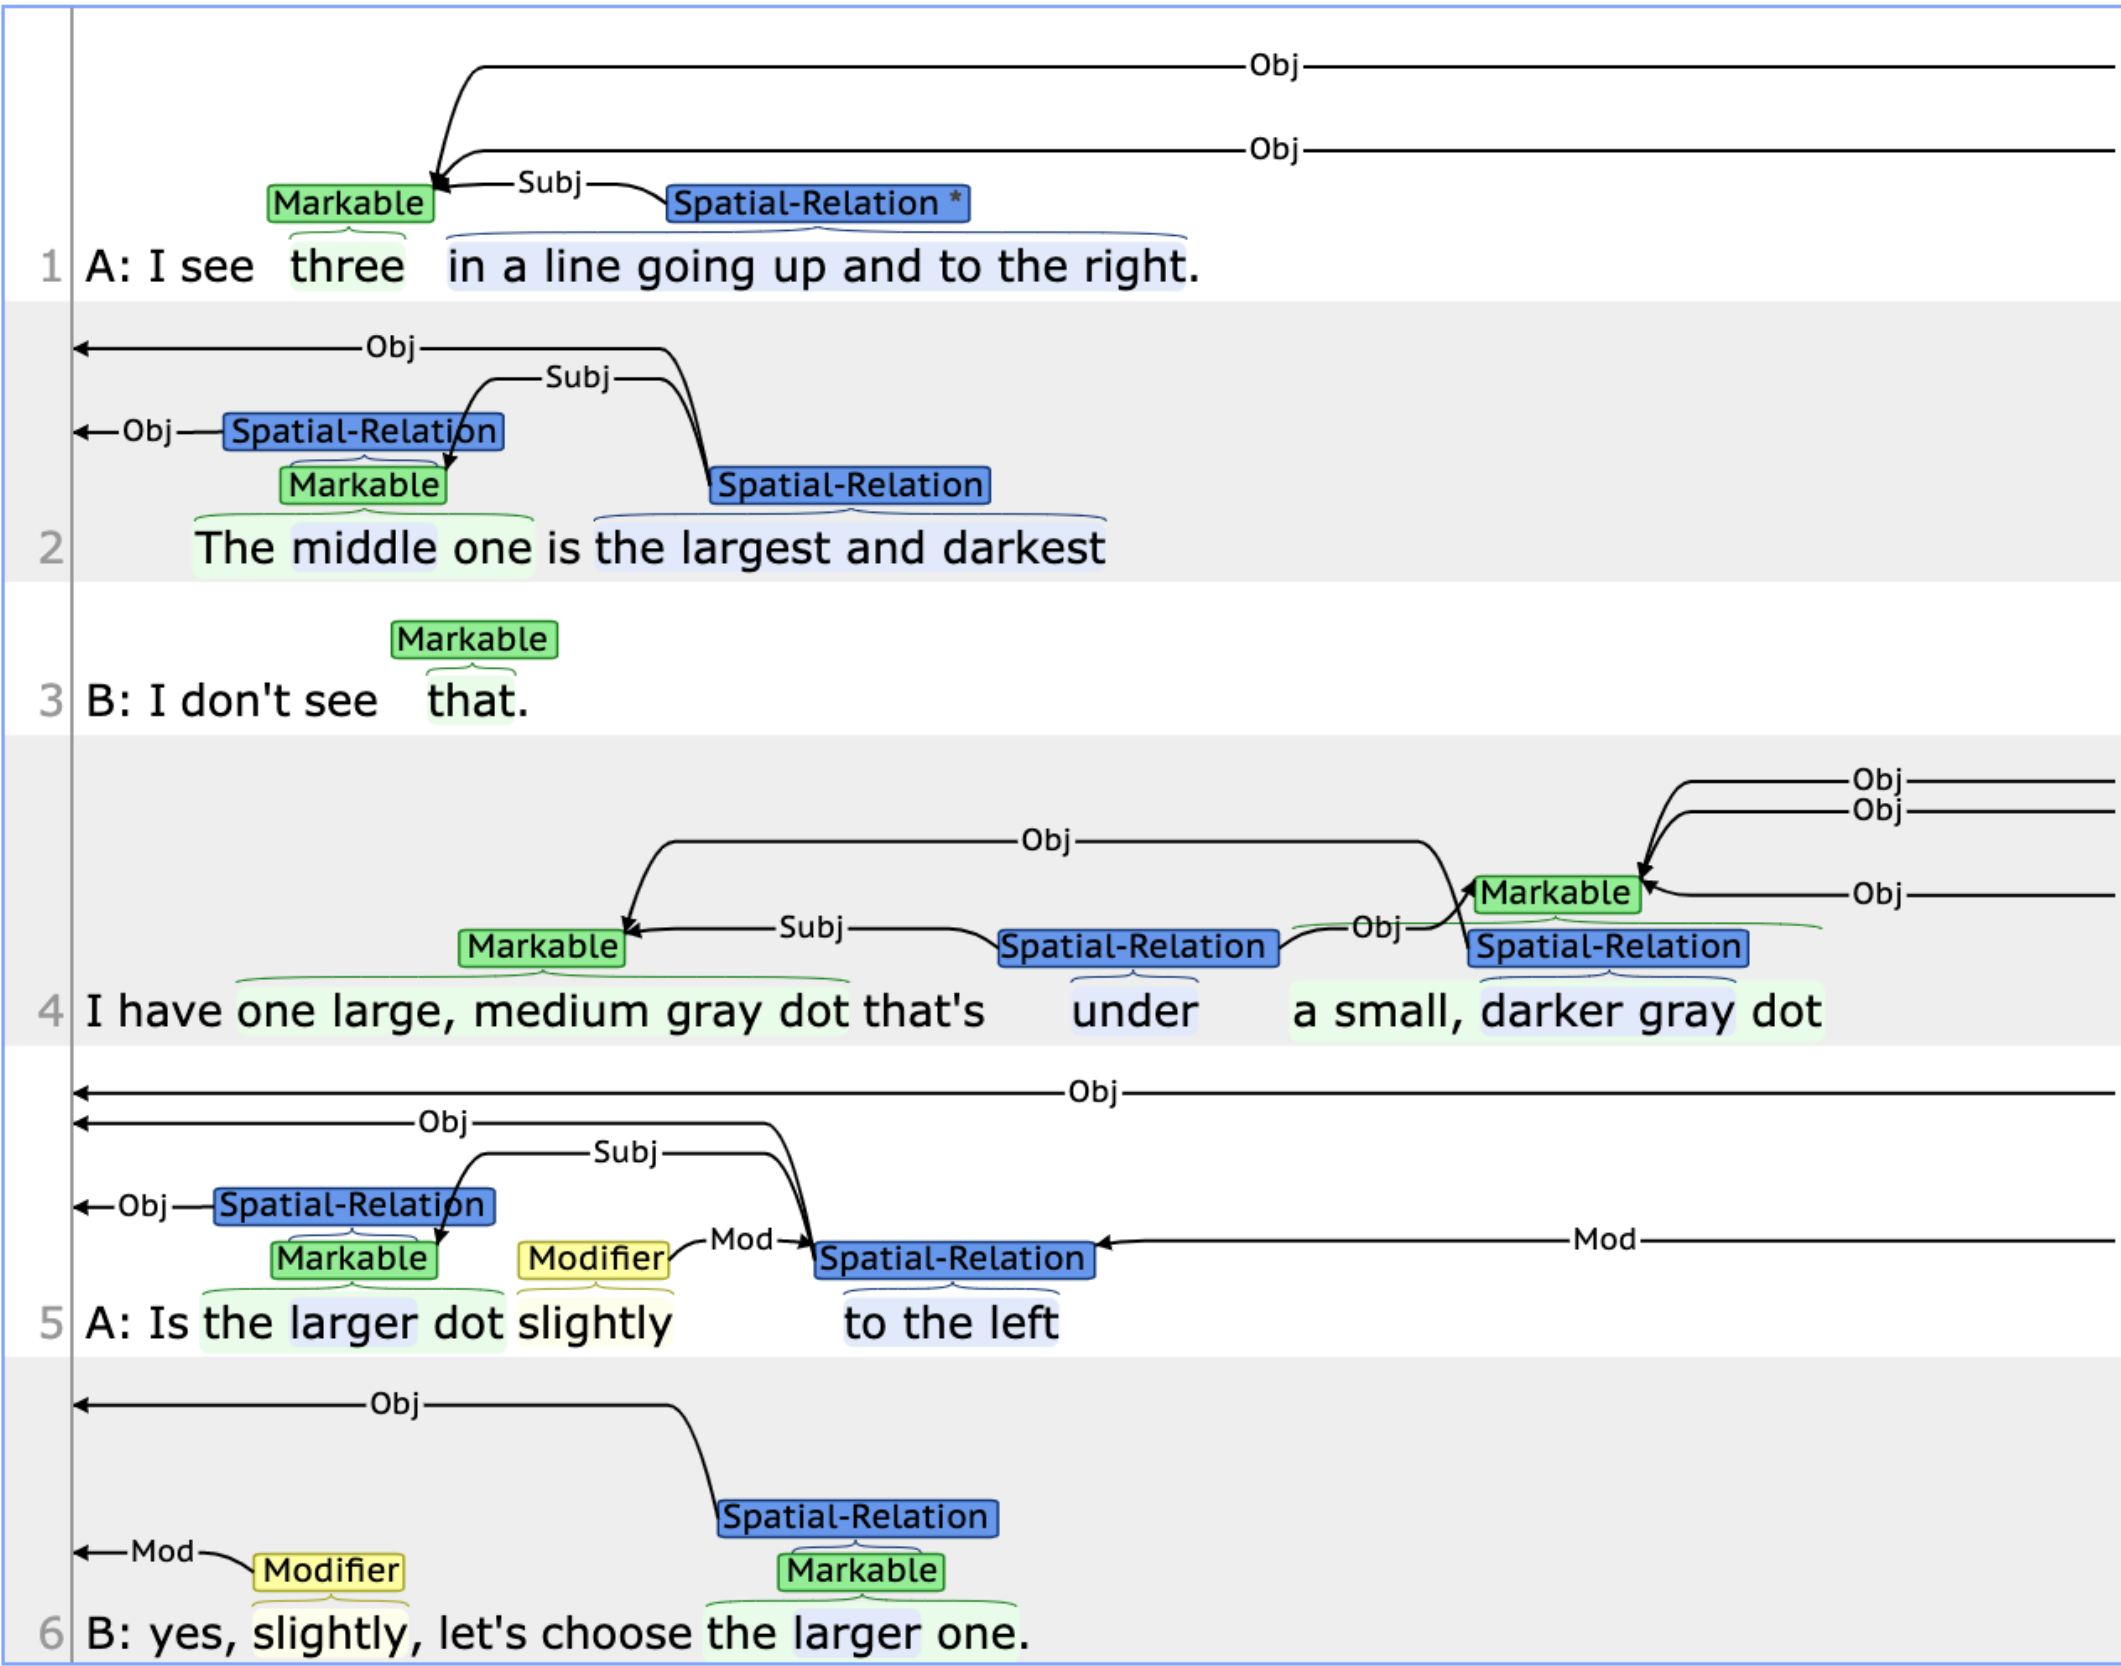 Obj
Obj
Subj
Markable Spatial-Relation *
1 A: I see three in a line going up and to the right.
Obj
Subj
Obj Spatial-Relation
Markable Spatial-Relation
2 The middle one is the largest and darkest
Markable
3 B: I don't see that.
Obj
Obj
Obj
Markable Obj
Subj Obj
Markable Spatial-Relation Spatial-Relation
4 I have one large, medium gray dot that's under a small, darker gray dot
Obj
Obj
Subj
Obj Spatial-Relation
Mod Mod
Markable Modifier Spatial-Relation
5 A: Is the larger dot slightly to the left
Obj
Spatial-Relation
Mod
Modifier Markable
6 B: yes, slightly, let's choose the larger one.